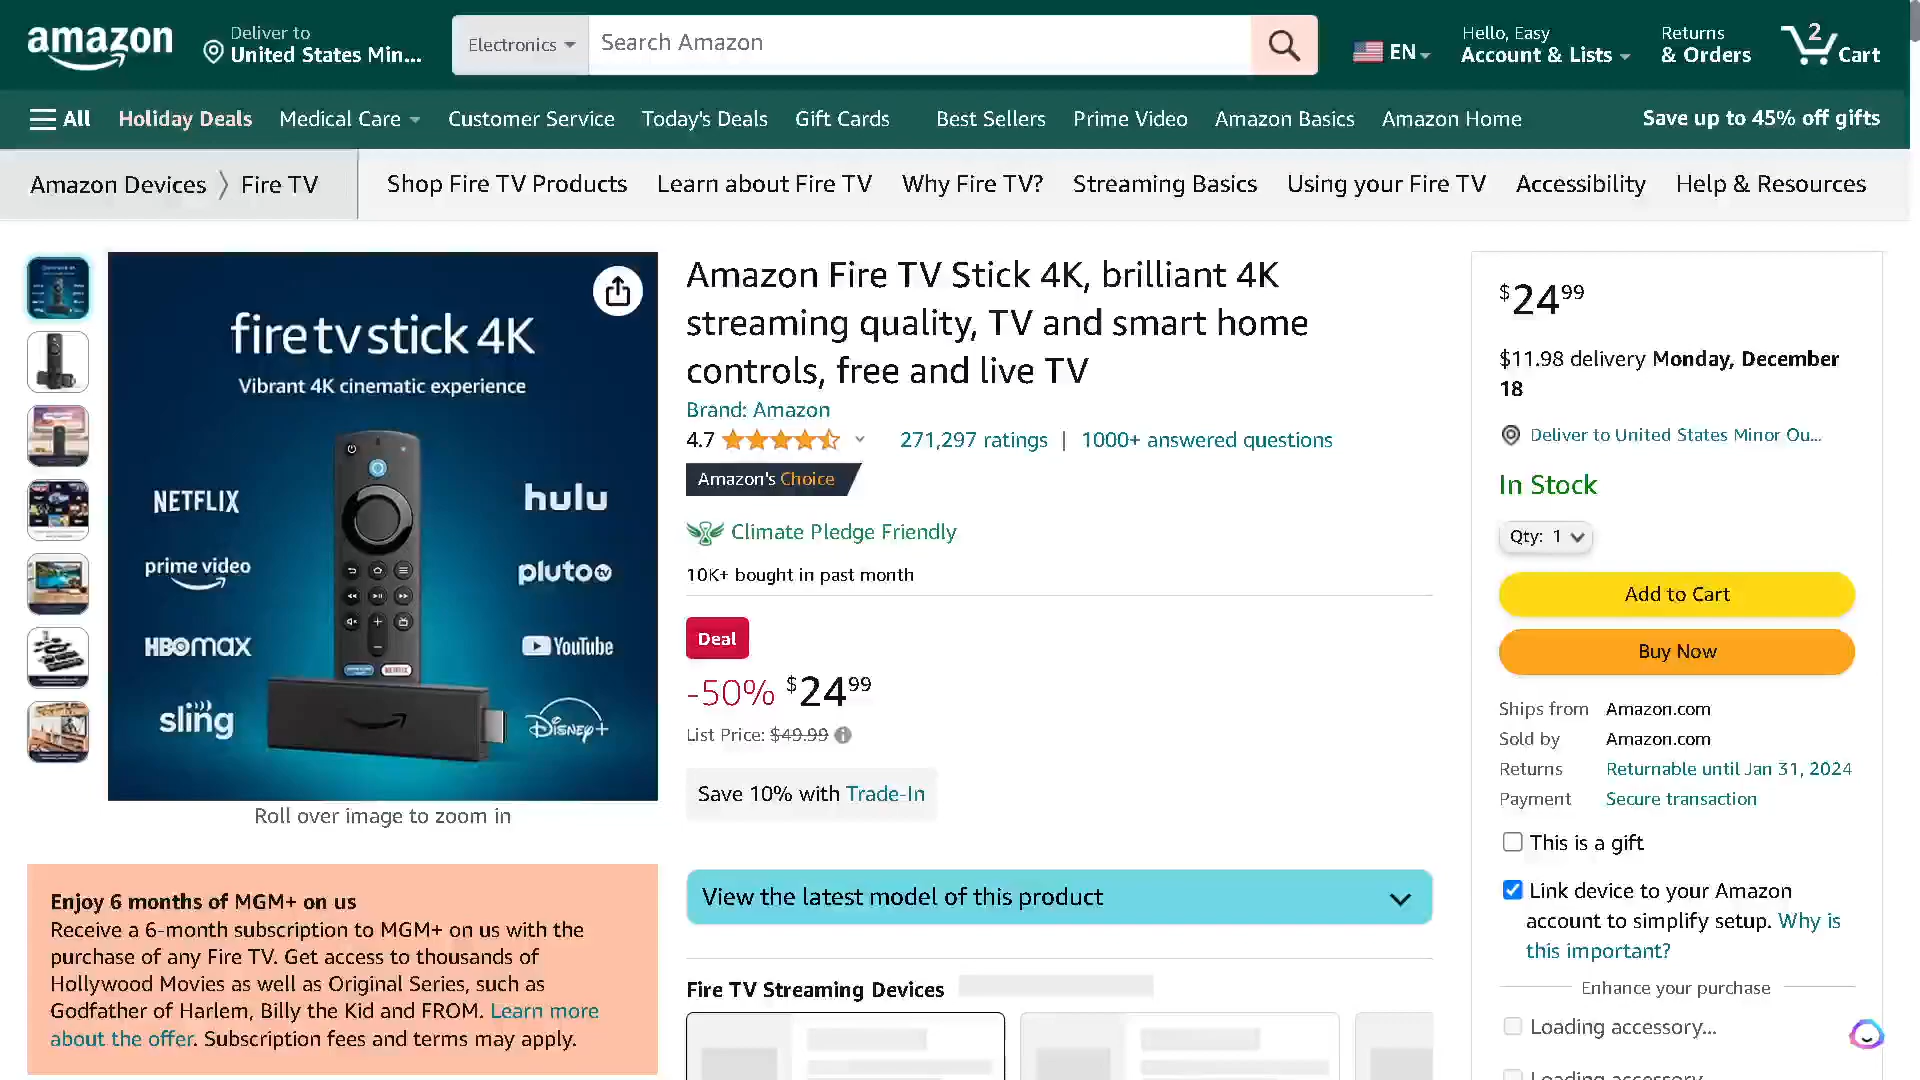 amazon
Deliver to
United States Min...
Electronics
Search Amazon
EN
Hello, Easy
Account & Lists
Returns
& Orders
2
Cart
All
Holiday Deals
Medical Care
Customer Service
Today's Deals
Gift Cards
Best Sellers
Prime Video
Amazon Basics
Amazon Home
Save up to 45% off gifts
Amazon Devices
Fire TV
Shop Fire TV Products
Learn about Fire TV
Why Fire TV?
Streaming Basics
Using your Fire TV
Accessibility
Help & Resources
fire tv stick 4K
Vibrant 4K cinematic experience
NETFLIX
hulu
prime video
pluto tv
HBOMAX
YouTube
sling
Disney+
Roll over image to zoom in
Enjoy 6 months of MGM+ on us
Receive a 6-month subscription to MGM+ on us with the
purchase of any Fire TV. Get access to thousands of
Hollywood Movies as well as Original Series, such as
Godfather of Harlem, Billy the Kid and FROM. Learn more
about the offer. Subscription fees and terms may apply.
Amazon Fire TV Stick 4K, brilliant 4K
streaming quality, TV and smart home
controls, free and live TV
Brand: Amazon
4.7
271,297 ratings | 1000+ answered questions
Amazon's Choice
Climate Pledge Friendly
10K+ bought in past month
Deal
-50% $24 99
List Price: $49.99
Save 10% with Trade-In
View the latest model of this product
Fire TV Streaming Devices
$24 99
$11.98 delivery Monday, December
18
Deliver to United States Minor Ou...
In Stock
Qty: 1
Add to Cart
Buy Now
Ships from Amazon.com
Sold by Amazon.com
Returns Returnable until Jan 31, 2024
Payment Secure transaction
This is a gift
Link device to your Amazon
account to simplify setup. Why is
this important?
Enhance your purchase
Loading accessory...
Loading accessory